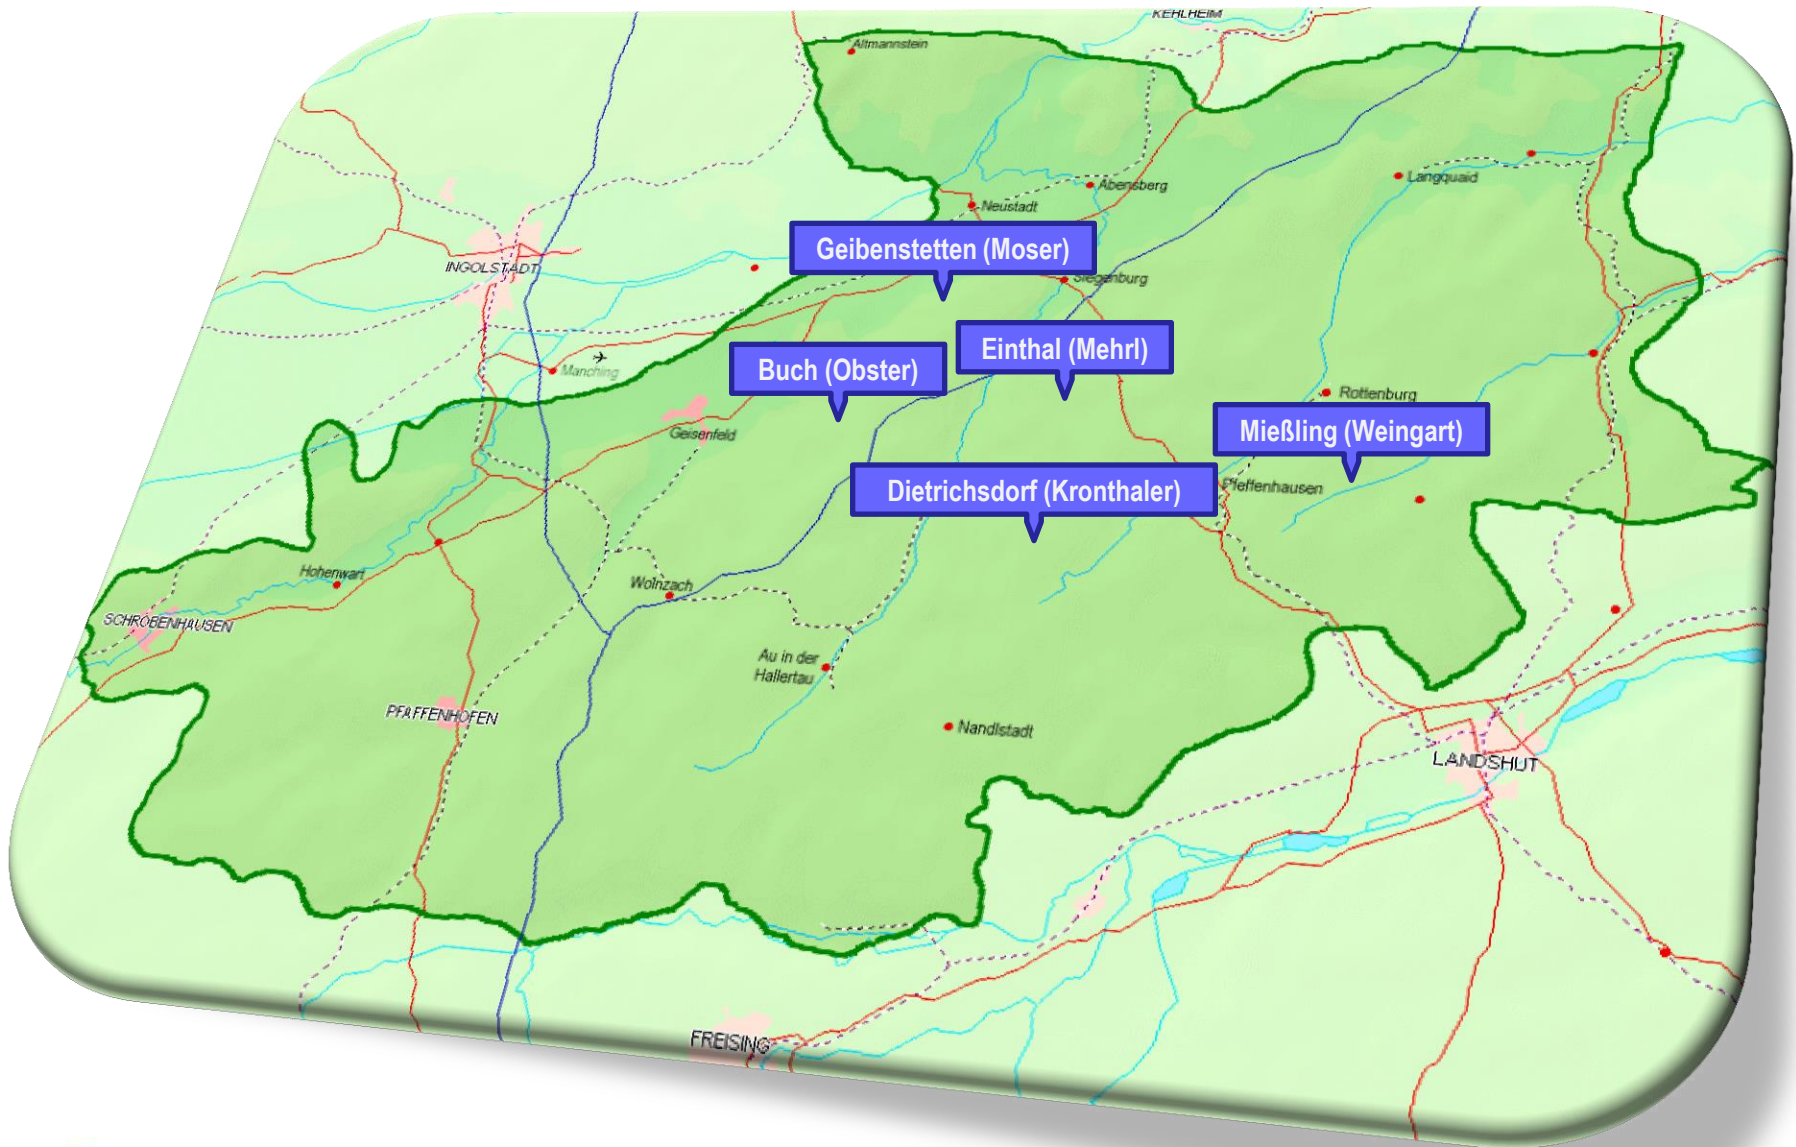 KEHLHEIM
Altmannstein
Abensberg
Langquaid
Neustadt
Geibenstetten (Moser)
INGOLSTADT
Siegenburg
Einthal (Mehrl)
Buch (Obster)
Manching
Rottenburg
Mießling (Weingart)
Geisenfeld
Dietrichsdorf (Kronthaler)
Pfeffenhausen
Hohenwart
Wolnzach
SCHROBENHAUSEN
Au in der
Hallertau
PFAFFENHOFEN
Nandlstadt
LANDSHUT
FREISING